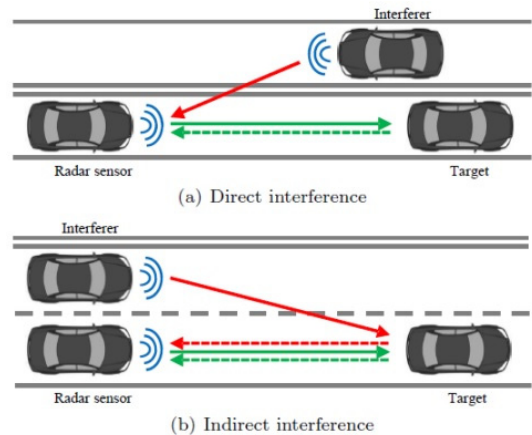 Interferer
Radar sensor
Target
(a) Direct interference
Interferer
Radar sensor
Target
(b) Indirect interference